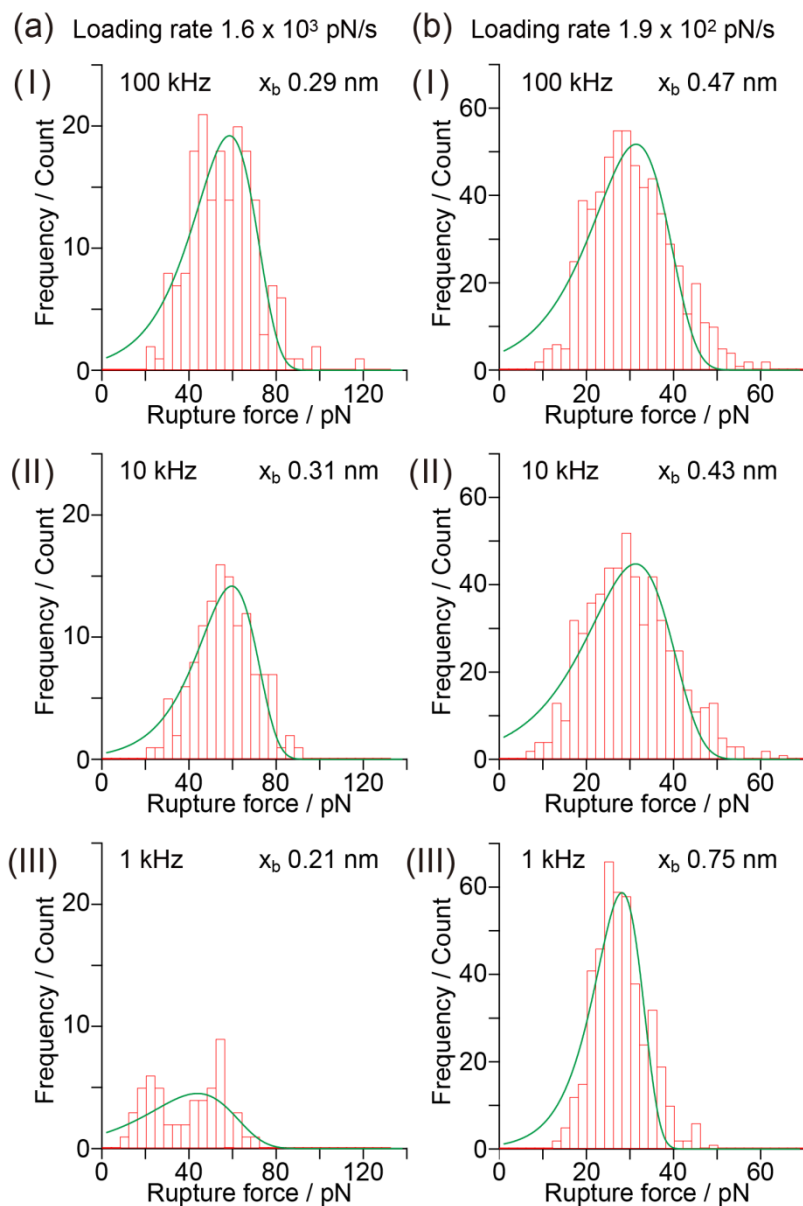 (a) Loading rate 1.6 x 10³ pN/s
(b) Loading rate 1.9 x 10² pN/s
(I)
100 kHz x_b 0.29 nm
20
10
0
Frequency / Count
0 40 80 120
Rupture force / pN
(I)
100 kHz x_b 0.47 nm
60
40
20
0
Frequency / Count
0 20 40 60
Rupture force / pN
(II)
10 kHz x_b 0.31 nm
20
10
0
Frequency / Count
0 40 80 120
Rupture force / pN
(II)
10 kHz x_b 0.43 nm
60
40
20
0
Frequency / Count
0 20 40 60
Rupture force / pN
(III)
1 kHz x_b 0.21 nm
20
10
0
Frequency / Count
0 40 80 120
Rupture force / pN
(III)
1 kHz x_b 0.75 nm
60
40
20
0
Frequency / Count
0 20 40 60
Rupture force / pN